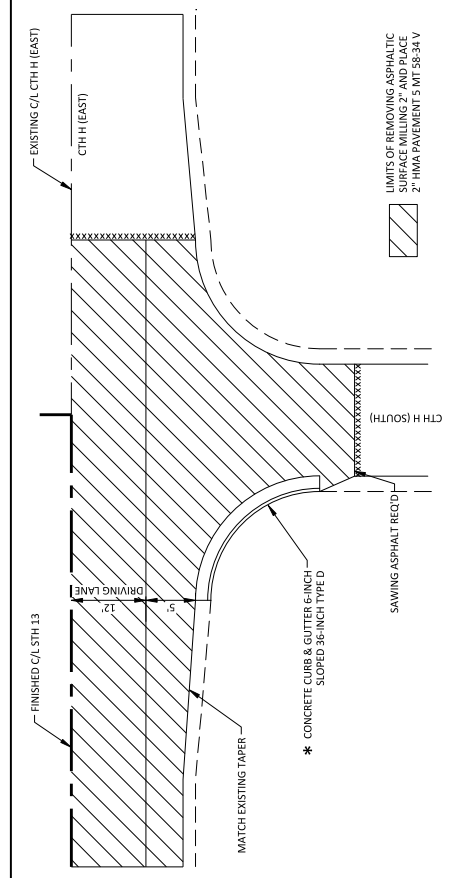 FINISHED C/L STH 13
EXISTING C/L CTH H (EAST)
CTH H (EAST)
12'
DRIVING LANE
5'
MATCH EXISTING TAPER
* CONCRETE CURB & GUTTER 6-INCH
SLOPED 36-INCH TYPE D
SAWING ASPHALT REQ'D
CTH H (SOUTH)
LIMITS OF REMOVING ASPHALTIC
SURFACE MILLING 2" AND PLACE
2" HMA PAVEMENT 5 MT 58-34 V
XXXXXXXXXXXXXXXXXXXX
XXXXXXXXXXXXXXXXXX